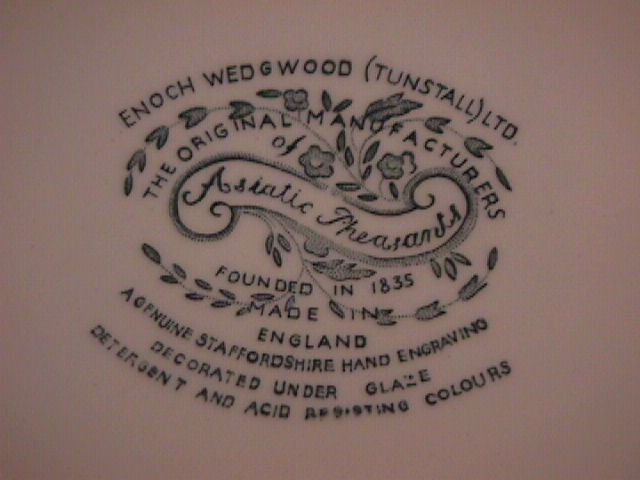 ENOCH WEDGWOOD (TUNSTALL) LTD.
THE ORIGINAL MANUFACTURERS
of
Asiatic Pheasants
FOUNDED IN 1835
MADE IN
ENGLAND
A GENUINE STAFFORDSHIRE HAND ENGRAVING
DECORATED UNDER GLAZE
DETERGENT AND ACID RESISTING COLOURS